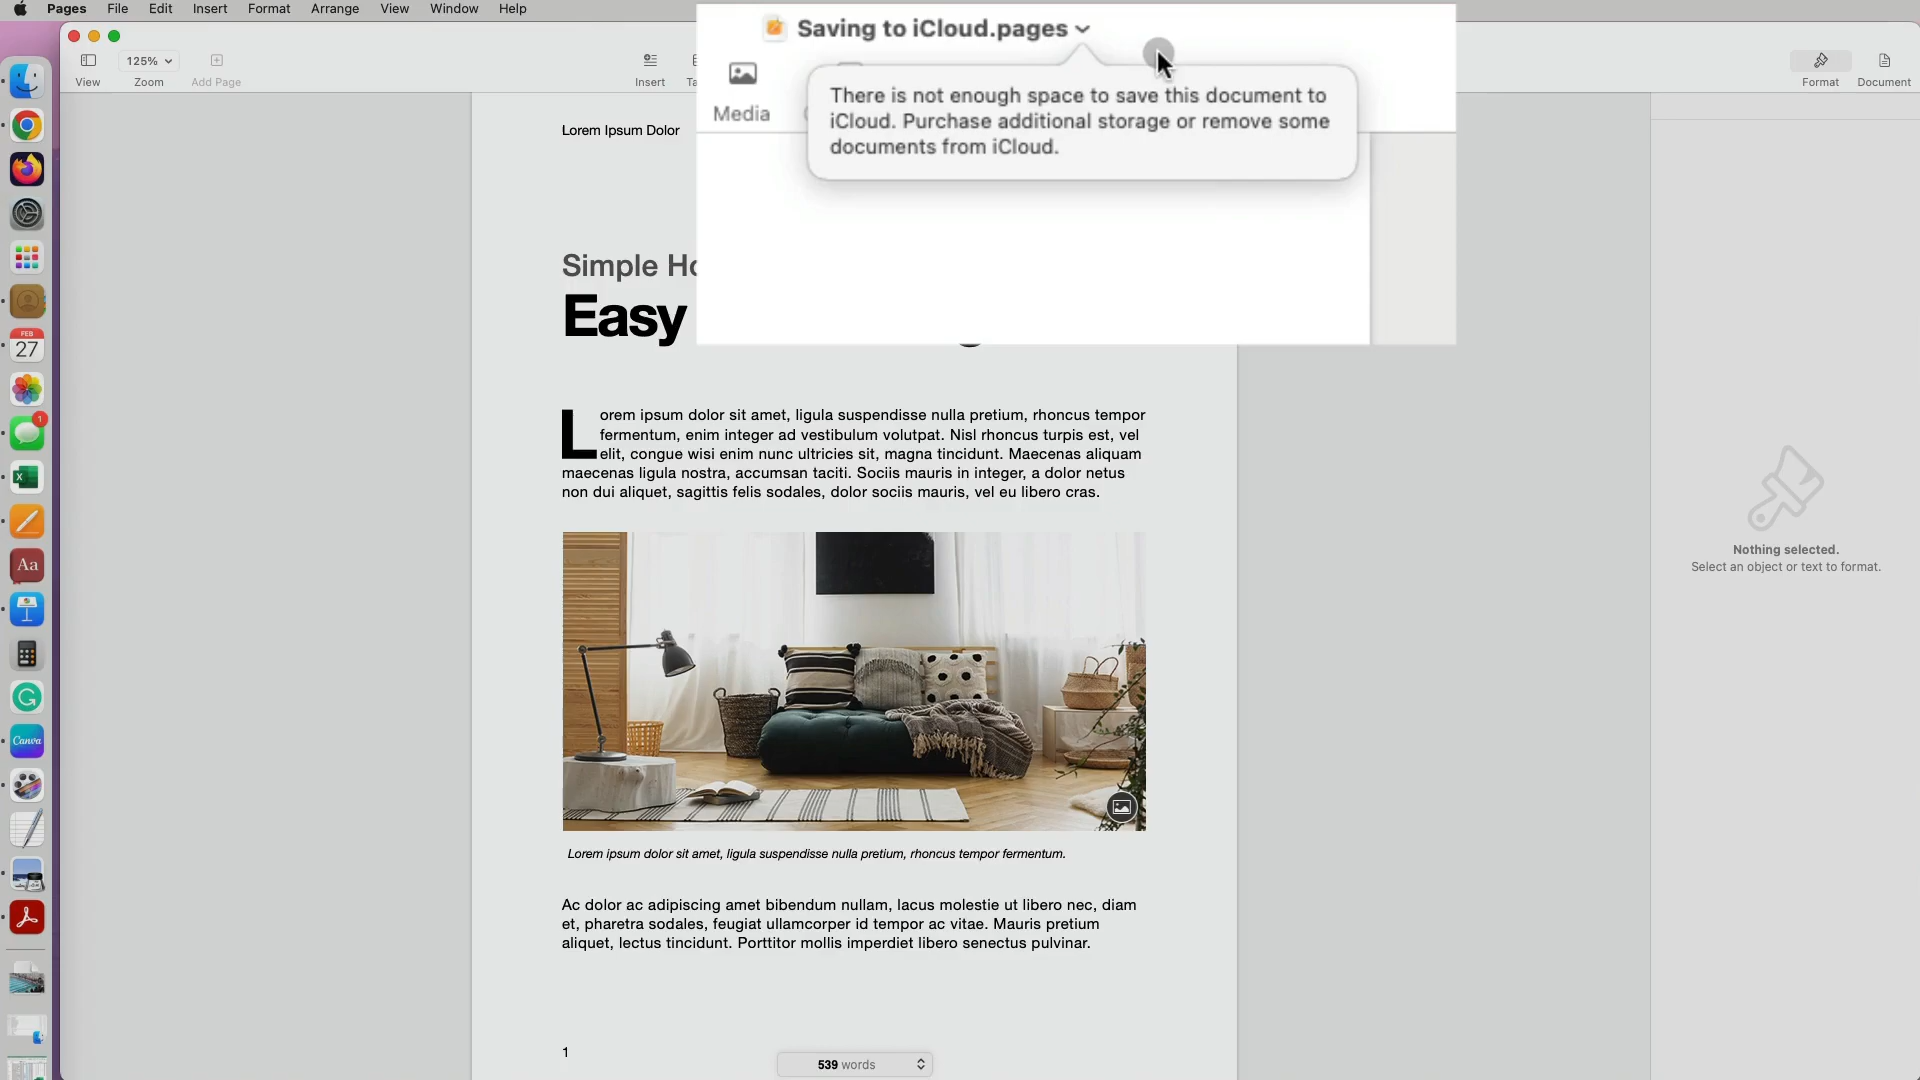 Pages File Edit Insert Format Arrange View Window Help
Saving to iCloud.pages
There is not enough space to save this document to
iCloud. Purchase additional storage or remove some
documents from iCloud.
Media
125%
View Zoom Add Page
Insert
Format Document
Lorem Ipsum Dolor
Simple
Easy
Lorem ipsum dolor sit amet, ligula suspendisse nulla pretium, rhoncus tempor
fermentum, enim integer ad vestibulum volutpat. Nisl rhoncus turpis est, vel
elit, congue wisi enim nunc ultricies sit, magna tincidunt. Maecenas aliquam
maecenas ligula nostra, accumsan taciti. Sociis mauris in integer, a dolor netus
non dui aliquet, sagittis felis sodales, dolor sociis mauris, vel eu libero cras.
Lorem ipsum dolor sit amet, ligula suspendisse nulla pretium, rhoncus tempor fermentum.
Ac dolor ac adipiscing amet bibendum nullam, lacus molestie ut libero nec, diam
et, pharetra sodales, feugiat ullamcorper id tempor ac vitae. Mauris pretium
aliquet, lectus tincidunt. Porttitor mollis imperdiet libero senectus pulvinar.
1
539 words
Nothing selected.
Select an object or text to format.
FEB
27
1
Aa
Canva